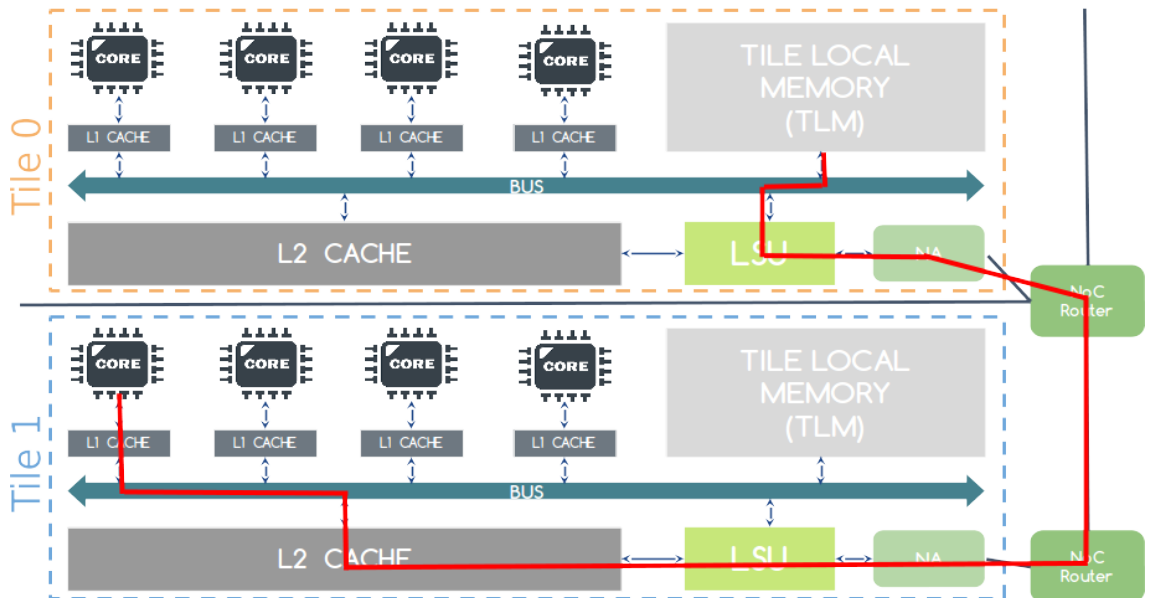 Tile 0
CORE
CORE
CORE
CORE
TILE LOCAL
MEMORY
(TLM)
L1 CACHE
L1 CACHE
L1 CACHE
L1 CACHE
BUS
L2 CACHE
LSU
NA
NoC
Router
Tile 1
CORE
CORE
CORE
CORE
TILE LOCAL
MEMORY
(TLM)
L1 CACHE
L1 CACHE
L1 CACHE
L1 CACHE
BUS
L2 CACHE
LSU
NA
NoC
Router